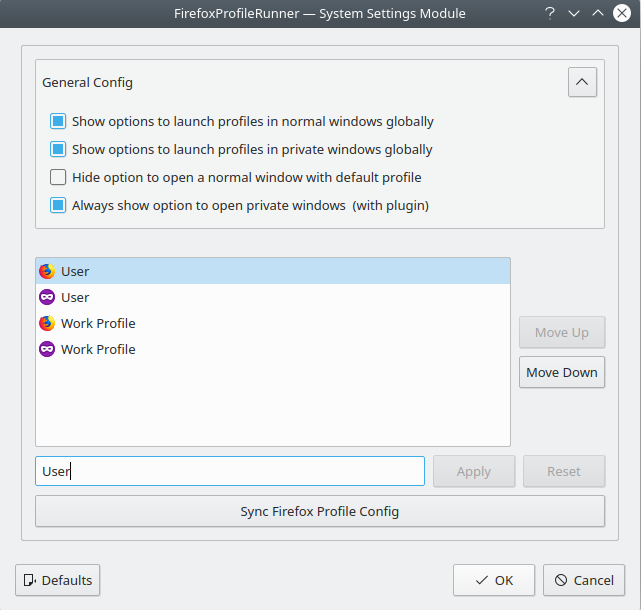 FirefoxProfileRunner — System Settings Module
General Config
Show options to launch profiles in normal windows globally
Show options to launch profiles in private windows globally
Hide option to open a normal window with default profile
Always show option to open private windows  (with plugin)
User
User
Work Profile
Work Profile
Move Up
Move Down
User
Apply
Reset
Sync Firefox Profile Config
Defaults
OK
Cancel